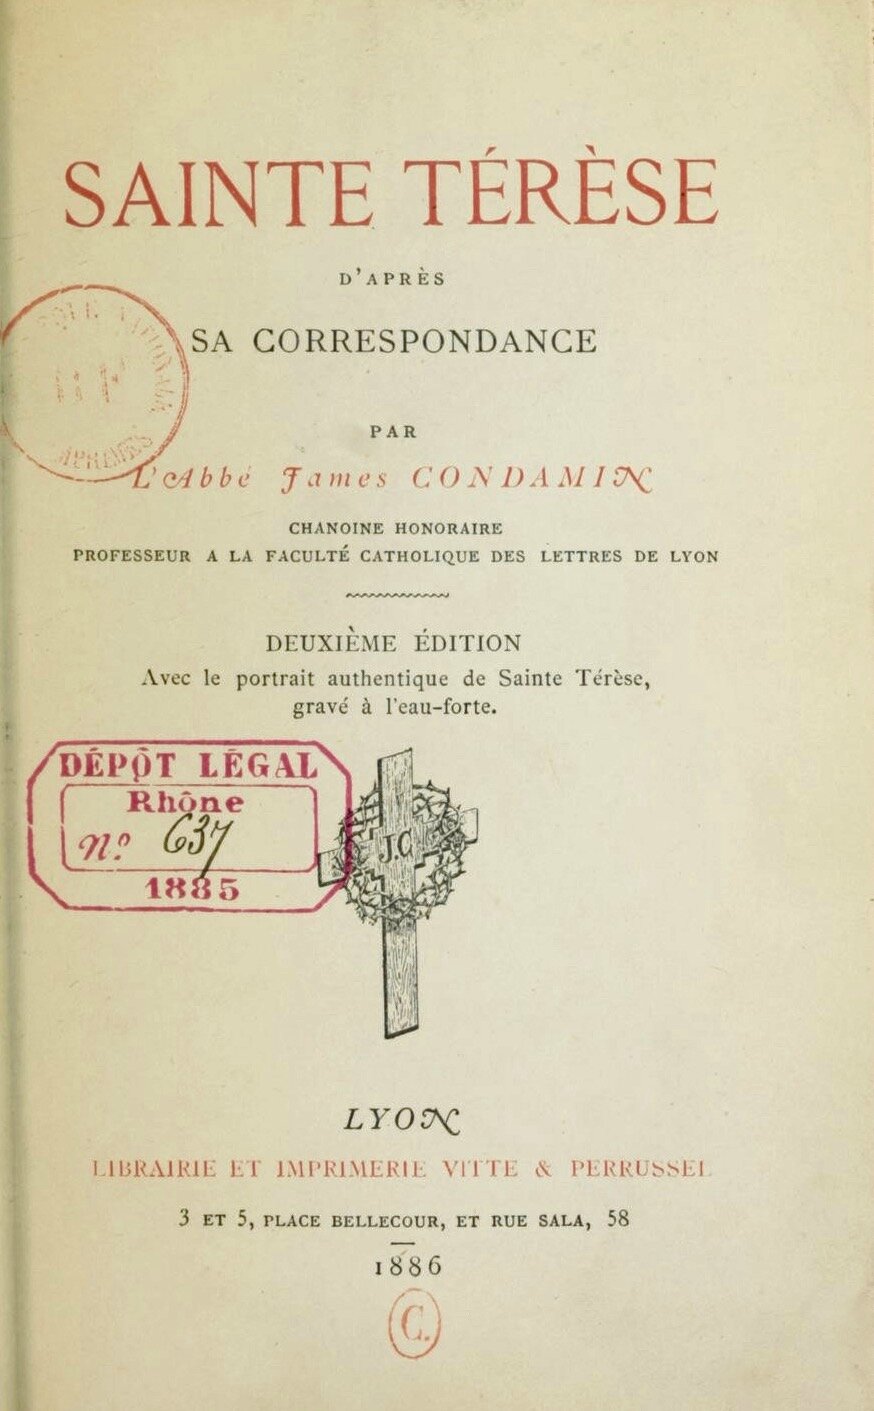 SAINTE TÉRÈSE
D'APRÈS
SA CORRESPONDANCE
PAR
L'Abbé James CONDAMIN
CHANOINE HONORAIRE
PROFESSEUR A LA FACULTÉ CATHOLIQUE DES LETTRES DE LYON
DEUXIÈME ÉDITION
Avec le portrait authentique de Sainte Térèse,
gravé à l'eau-forte.
DÉPÔT LÉGAL
Rhône
No. 637
1885
J.C
LYON
LIBRAIRIE ET IMPRIMERIE VITTE & PERRUSSEL
3 ET 5, PLACE BELLECOUR, ET RUE SALA, 58
1886
C.